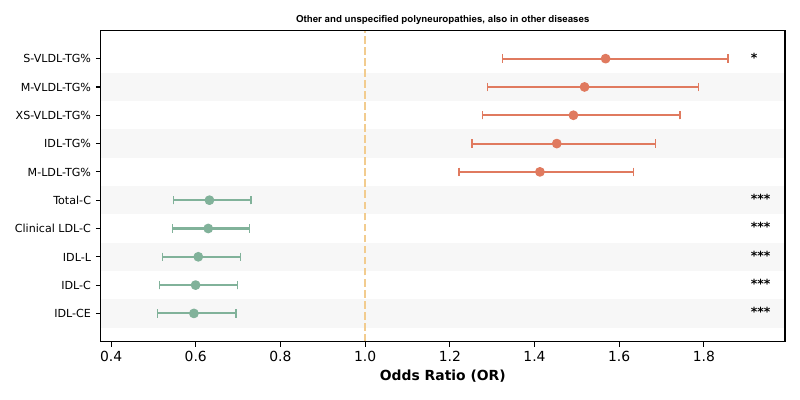 Other and unspecified polyneuropathies, also in other diseases
S-VLDL-TG% *
M-VLDL-TG%
XS-VLDL-TG%
IDL-TG%
M-LDL-TG%
Total-C ***
Clinical LDL-C ***
IDL-L ***
IDL-C ***
IDL-CE ***
0.4 0.6 0.8 1.0 1.2 1.4 1.6 1.8
Odds Ratio (OR)